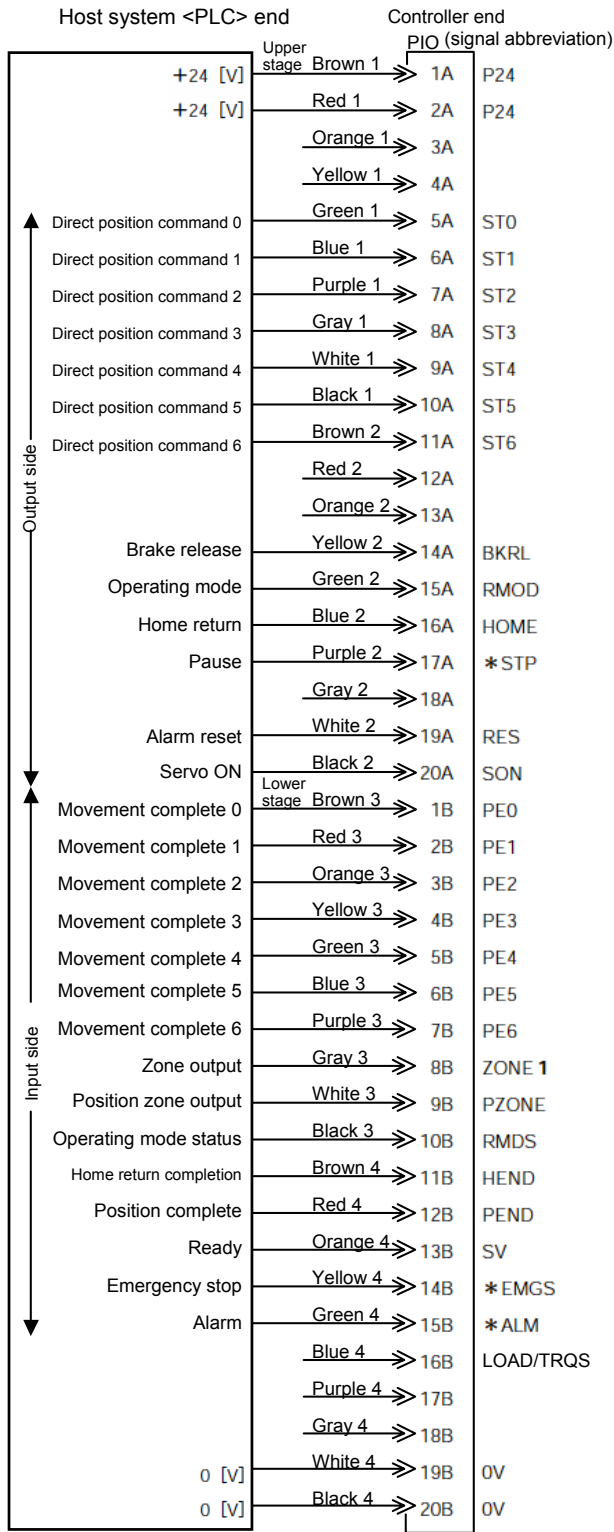 Host system <PLC> end
Controller end
PIO (signal abbreviation)
Upper stage
+24 [V] Brown 1 1A P24
+24 [V] Red 1 2A P24
Orange 1 3A
Yellow 1 4A
Output side
Direct position command 0 Green 1 5A ST0
Direct position command 1 Blue 1 6A ST1
Direct position command 2 Purple 1 7A ST2
Direct position command 3 Gray 1 8A ST3
Direct position command 4 White 1 9A ST4
Direct position command 5 Black 1 10A ST5
Direct position command 6 Brown 2 11A ST6
Red 2 12A
Orange 2 13A
Brake release Yellow 2 14A BKRL
Operating mode Green 2 15A RMOD
Home return Blue 2 16A HOME
Pause Purple 2 17A *STP
Gray 2 18A
Alarm reset White 2 19A RES
Servo ON Black 2 20A SON
Lower stage
Input side
Movement complete 0 Brown 3 1B PE0
Movement complete 1 Red 3 2B PE1
Movement complete 2 Orange 3 3B PE2
Movement complete 3 Yellow 3 4B PE3
Movement complete 4 Green 3 5B PE4
Movement complete 5 Blue 3 6B PE5
Movement complete 6 Purple 3 7B PE6
Zone output Gray 3 8B ZONE 1
Position zone output White 3 9B PZONE
Operating mode status Black 3 10B RMDS
Home return completion Brown 4 11B HEND
Position complete Red 4 12B PEND
Ready Orange 4 13B SV
Emergency stop Yellow 4 14B *EMGS
Alarm Green 4 15B *ALM
Blue 4 16B LOAD/TRQS
Purple 4 17B
Gray 4 18B
0 [V] White 4 19B 0V
0 [V] Black 4 20B 0V